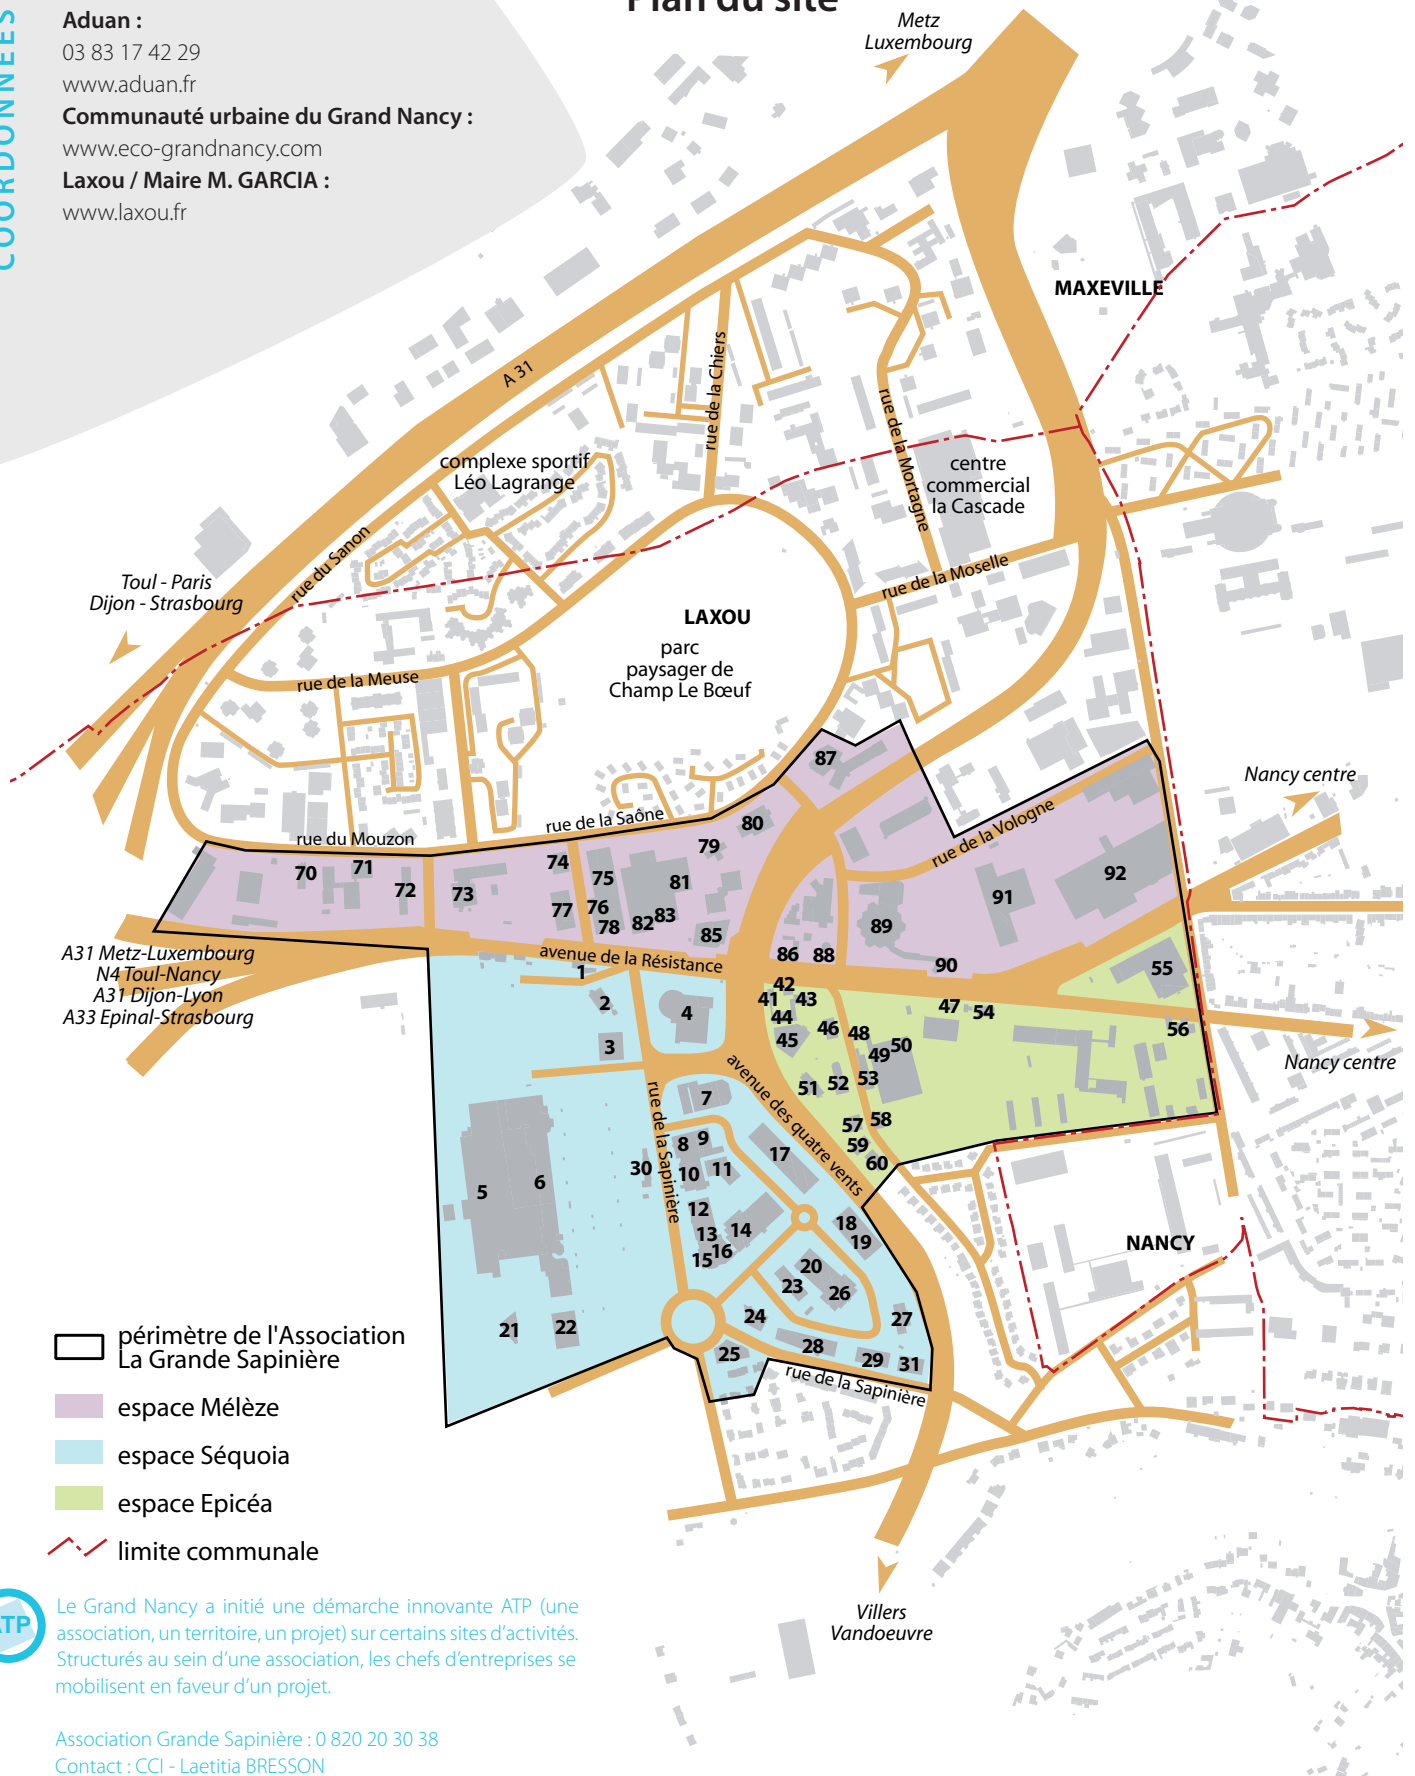 Plan du site
COORDONNÉES
Aduan :
03 83 17 42 29
www.aduan.fr
Communauté urbaine du Grand Nancy :
www.eco-grandnancy.com
Laxou / Maire M. GARCIA :
www.laxou.fr
Metz
Luxembourg
MAXEVILLE
A 31
rue de la Chiers
rue de la Mortagne
complexe sportif
Léo Lagrange
centre
commercial
la Cascade
rue du Sanon
Toul - Paris
Dijon - Strasbourg
rue de la Moselle
LAXOU
parc
paysager de
Champ Le Bœuf
rue de la Meuse
Nancy centre
rue de la Saône
rue du Mouzon
rue de la Vologne
87
80
79
70
71
72
73
74
75
76
77
78
81
82
83
85
86
88
89
90
91
92
avenue de la Résistance
A31 Metz-Luxembourg
N4 Toul-Nancy
A31 Dijon-Lyon
A33 Epinal-Strasbourg
1
2
3
4
41
42
43
44
45
46
47
48
49
50
51
52
53
54
55
56
57
58
59
60
Nancy centre
avenue des quatre vents
rue de la Sapinière
5
6
7
8
9
10
11
12
13
14
15
16
17
18
19
20
21
22
23
24
25
26
27
28
29
30
31
rue de la Sapinière
NANCY
périmètre de l'Association
La Grande Sapinière
espace Mélèze
espace Séquoia
espace Epicéa
limite communale
Villers
Vandoeuvre
ATP
Le Grand Nancy a initié une démarche innovante ATP (une
association, un territoire, un projet) sur certains sites d’activités.
Structurés au sein d’une association, les chefs d’entreprises se
mobilisent en faveur d’un projet.
Association Grande Sapinière : 0 820 20 30 38
Contact : CCI - Laetitia BRESSON